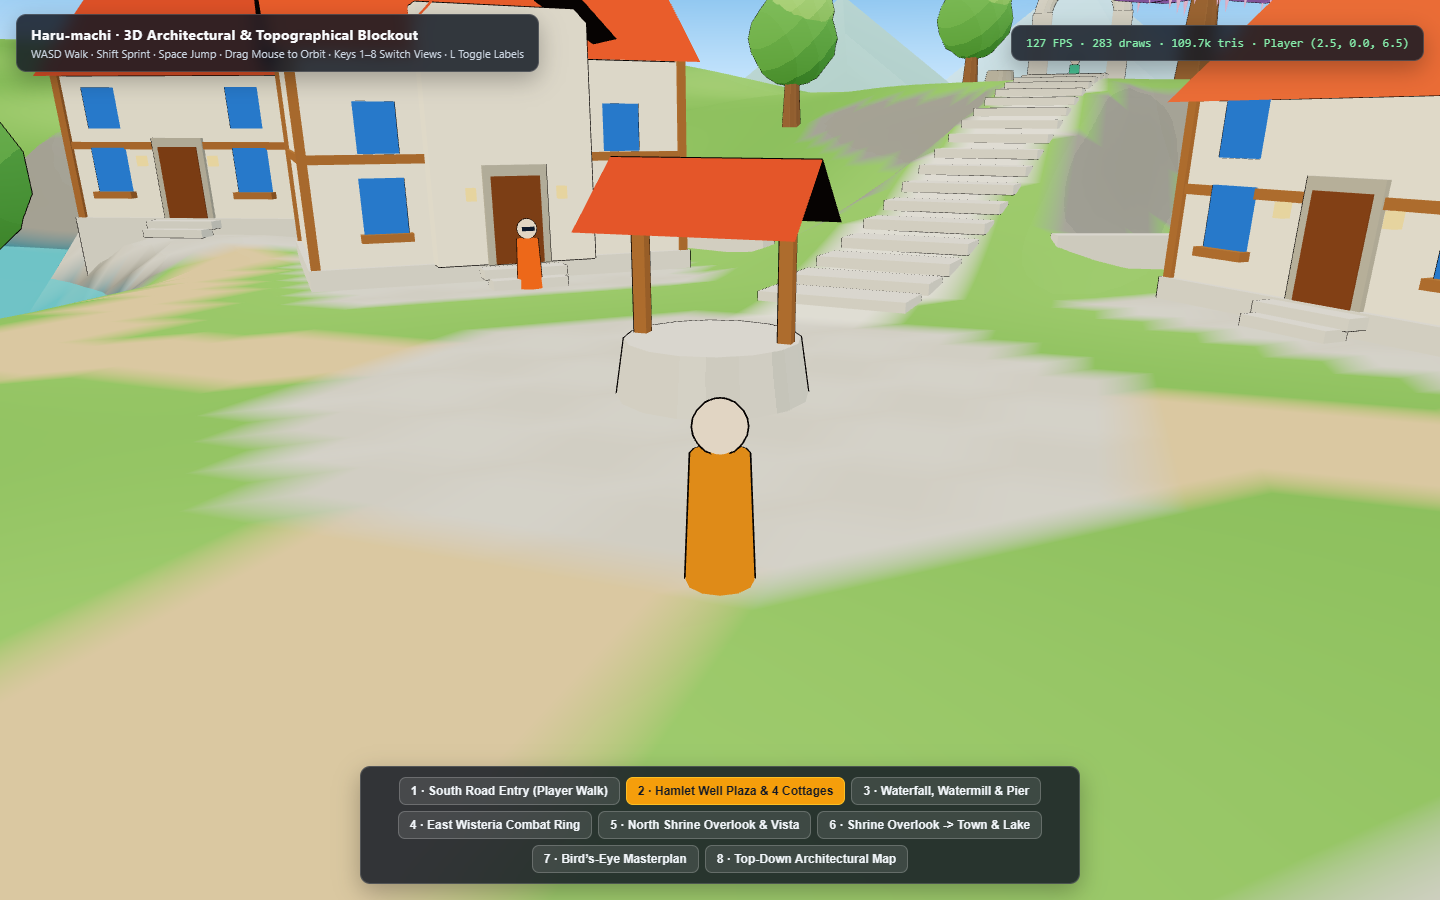 Haru-machi · 3D Architectural & Topographical Blockout
WASD Walk · Shift Sprint · Space Jump · Drag Mouse to Orbit · Keys 1–8 Switch Views · L Toggle Labels
127 FPS · 283 draws · 109.7k tris · Player (2.5, 0.0, 6.5)
1 · South Road Entry (Player Walk)
2 · Hamlet Well Plaza & 4 Cottages
3 · Waterfall, Watermill & Pier
4 · East Wisteria Combat Ring
5 · North Shrine Overlook & Vista
6 · Shrine Overlook -> Town & Lake
7 · Bird's-Eye Masterplan
8 · Top-Down Architectural Map